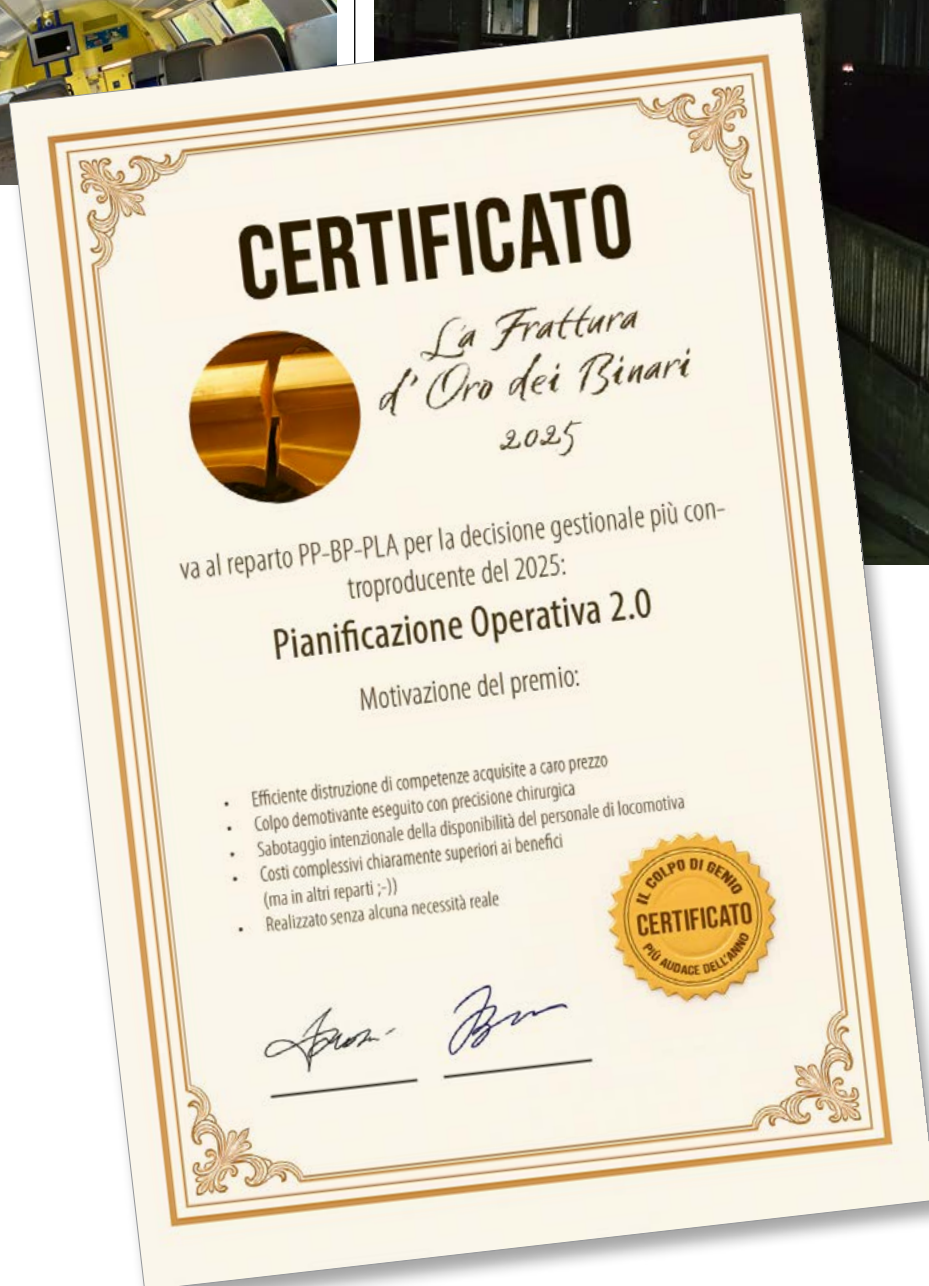 CERTIFICATO
La Frattura
d'Oro dei Binari
2025
va al reparto PP-BP-PLA per la decisione gestionale più con-
troproducente del 2025:
Pianificazione Operativa 2.0
Motivazione del premio:
• Efficiente distruzione di competenze acquisite a caro prezzo
• Colpo demotivante eseguito con precisione chirurgica
• Sabotaggio intenzionale della disponibilità del personale di locomotiva
• Costi complessivi chiaramente superiori ai benefici
(ma in altri reparti ;-))
• Realizzato senza alcuna necessità reale
IL COLPO DI GENIO
CERTIFICATO
PIÙ AUDACE DELL'ANNO